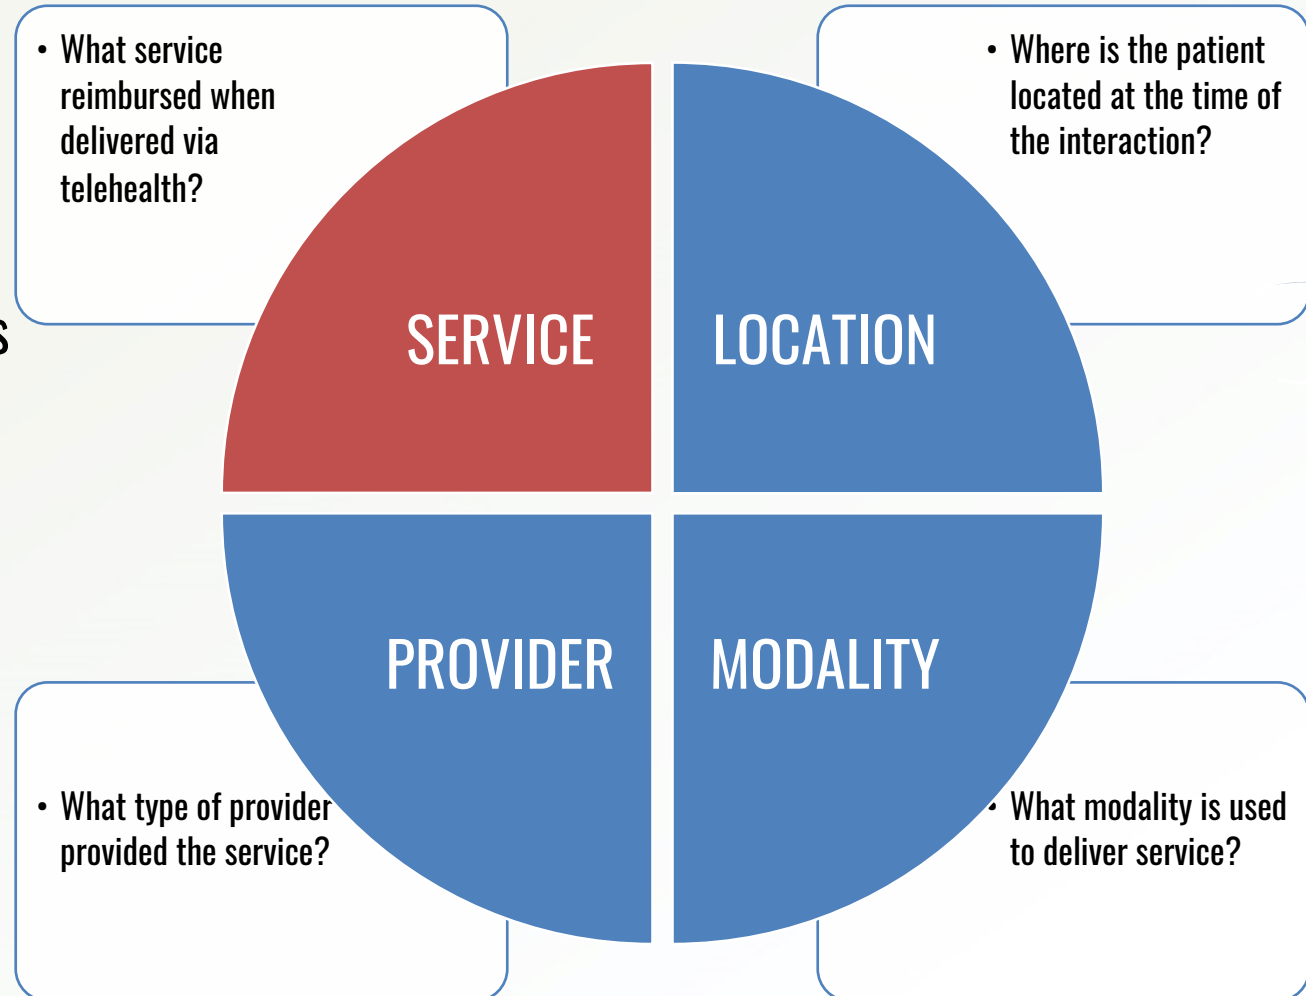 • What service
reimbursed when
delivered via
telehealth?
• Where is the patient
located at the time of
the interaction?
S
SERVICE
LOCATION
PROVIDER
MODALITY
• What type of provider
provided the service?
• What modality is used
to deliver service?